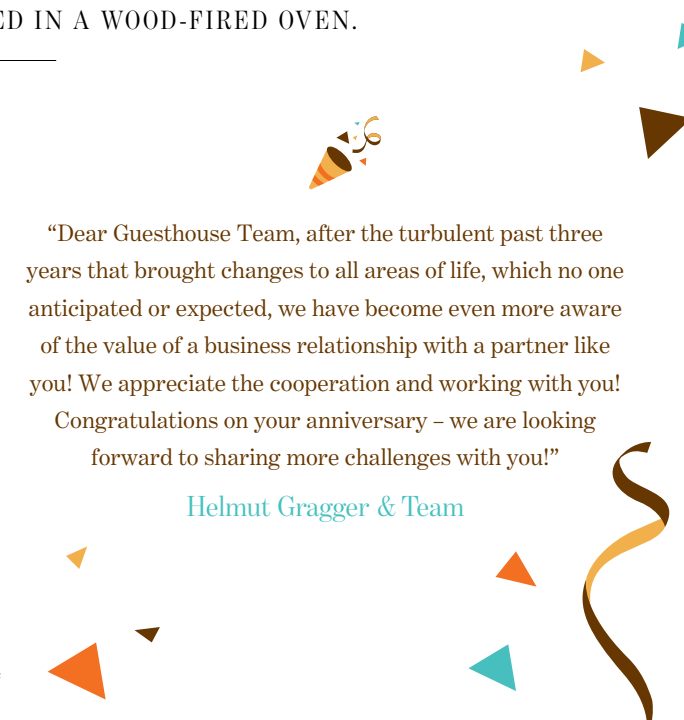 IN A WOOD-FIRED OVEN.
“Dear Guesthouse Team, after the turbulent past three
years that brought changes to all areas of life, which no one
anticipated or expected, we have become even more aware
of the value of a business relationship with a partner like
you! We appreciate the cooperation and working with you!
Congratulations on your anniversary – we are looking
forward to sharing more challenges with you!”
Helmut Gragger & Team